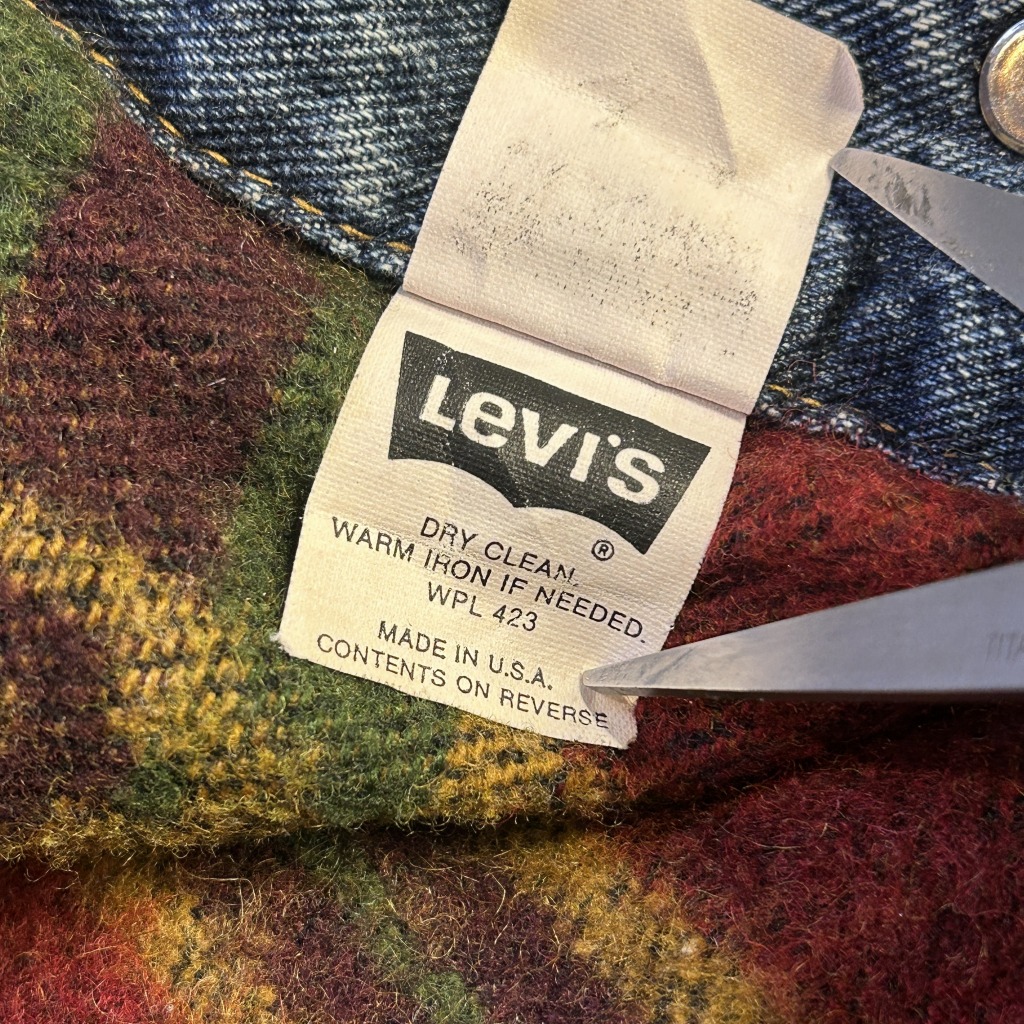 Levi's
®
DRY CLEAN.
WARM IRON IF NEEDED.
WPL 423
MADE IN U.S.A.
CONTENTS ON REVERSE